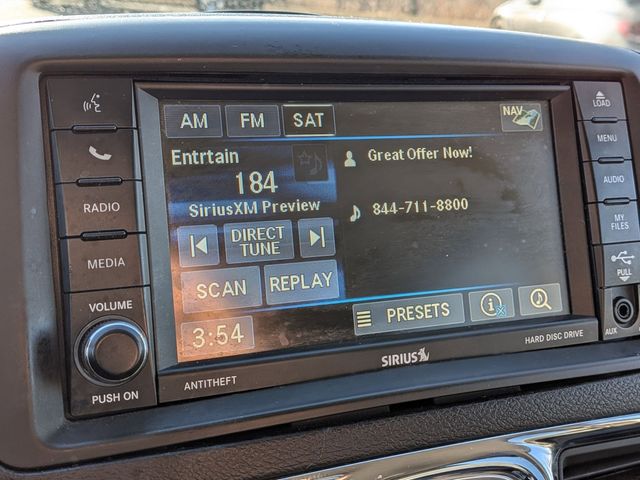 AM FM SAT NAV
Entrtain
184
SiriusXM Preview
DIRECT
TUNE
SCAN REPLAY
3:54
Great Offer Now!
844-711-8800
PRESETS
i
RADIO
MEDIA
VOLUME
PUSH ON
ANTITHEFT
SIRIUS
HARD DISC DRIVE
LOAD
MENU
AUDIO
MY
FILES
PULL
AUX